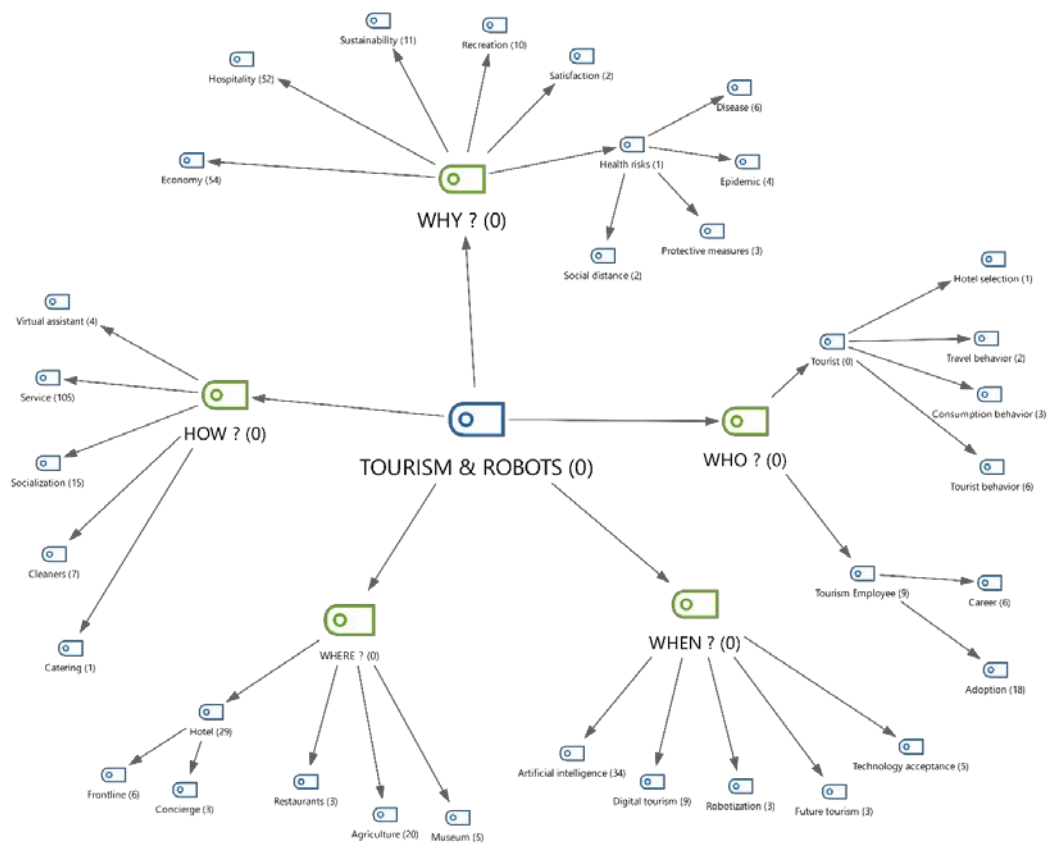 Sustainability (11)
Recreation (10)
Hospitality (52)
Satisfaction (2)
Disease (6)
Economy (54)
Health risks (1)
Epidemic (4)
WHY ? (0)
Protective measures (3)
Social distance (2)
Hotel selection (1)
Virtual assistant (4)
Tourist (0)
Travel behavior (2)
Service (105)
Consumption behavior (3)
HOW ? (0)
WHO ? (0)
TOURISM & ROBOTS (0)
Socialization (15)
Tourist behavior (6)
Cleaners (7)
Tourism Employee (9)
Career (6)
WHERE ? (0)
WHEN ? (0)
Catering (1)
Adoption (18)
Hotel (29)
Artificial intelligence (34)
Technology acceptance (5)
Frontline (6)
Concierge (3)
Restaurants (3)
Digital tourism (9)
Robotization (3)
Future tourism (3)
Agriculture (20)
Museum (5)